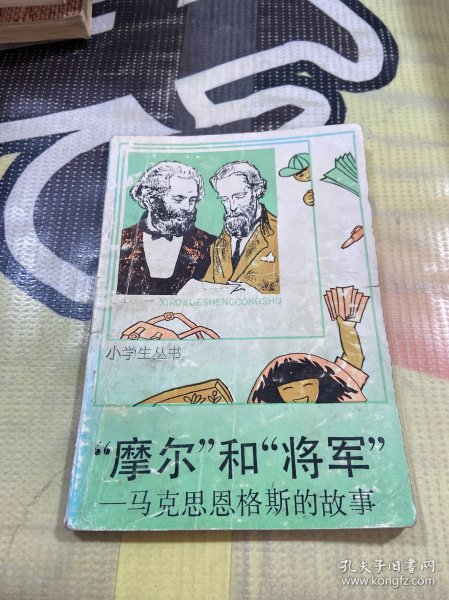 XIAOXUESHENGCONGSHU
小学生丛书
“摩尔”和“将军”
—马克思恩格斯的故事
孔夫子旧书网
www.kongfz.com